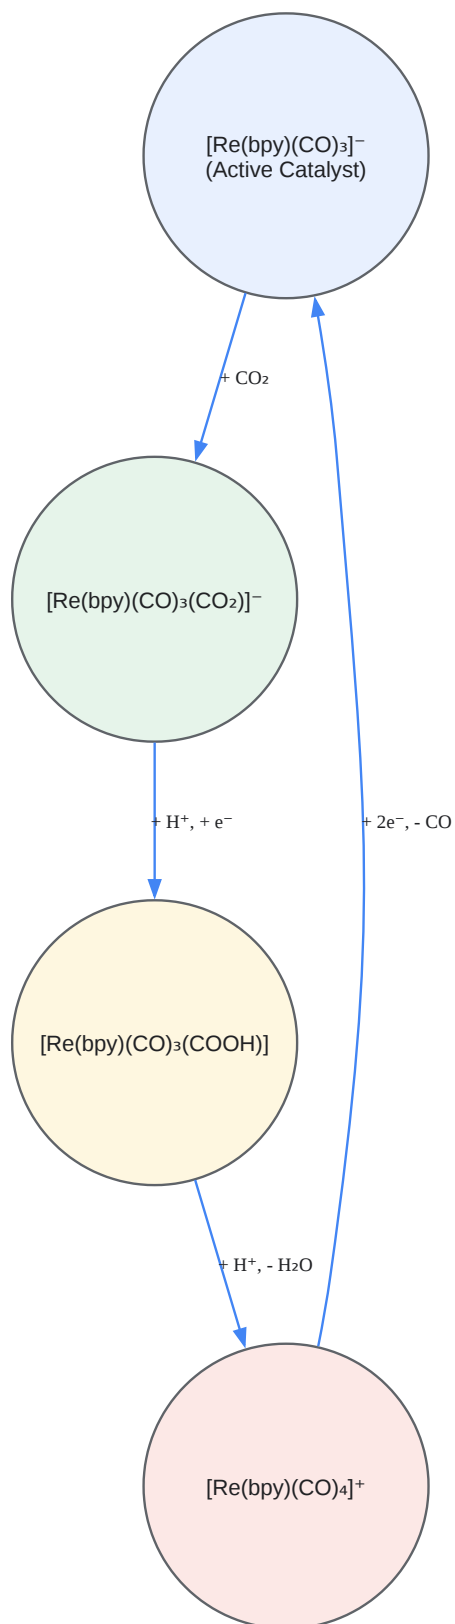 [Re(bpy)(CO)₃]⁻
(Active Catalyst)
+ CO₂
[Re(bpy)(CO)₃(CO₂)]⁻
+ H⁺, + e⁻
+ 2e⁻, - CO
[Re(bpy)(CO)₃(COOH)]
+ H⁺, - H₂O
[Re(bpy)(CO)₄]⁺